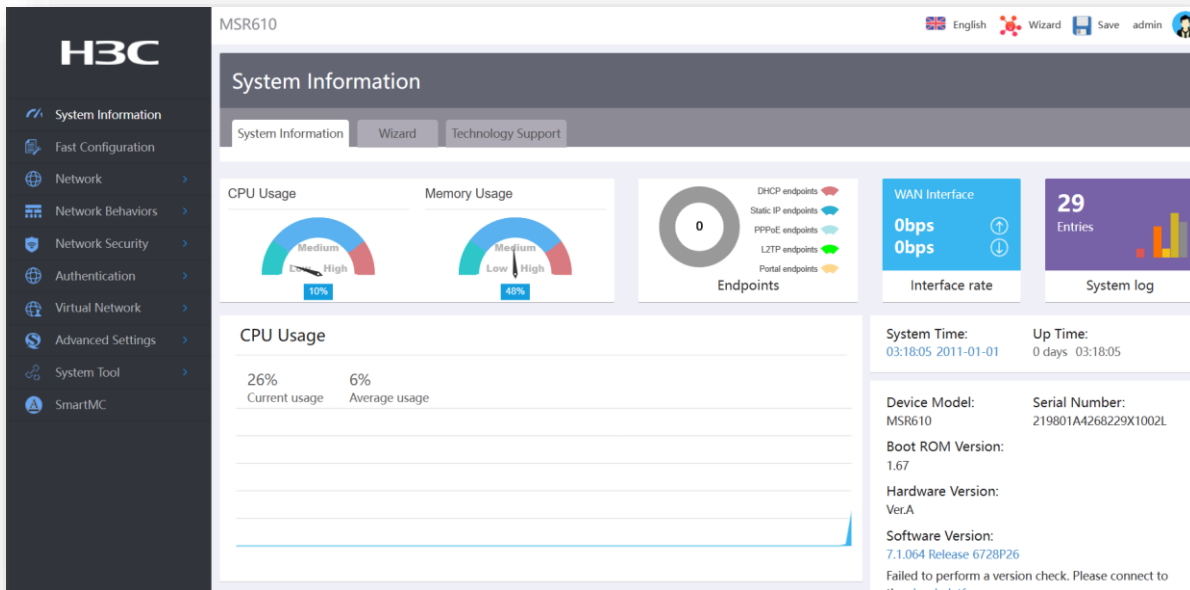 MSR610
English Wizard Save admin
H3C
System Information
System Information
Fast Configuration
Network
Network Behaviors
Network Security
Authentication
Virtual Network
Advanced Settings
System Tool
SmartMC
System Information Wizard Technology Support
CPU Usage
Medium
Low High
10%
Memory Usage
Medium
Low High
48%
0
DHCP endpoints
Static IP endpoints
PPPoE endpoints
L2TP endpoints
Portal endpoints
Endpoints
WAN Interface
0bps
0bps
Interface rate
29
Entries
System log
CPU Usage
26% 6%
Current usage Average usage
System Time: Up Time:
03:18:05 2011-01-01 0 days 03:18:05
Device Model: Serial Number:
MSR610 219801A4268229X1002L
Boot ROM Version:
1.67
Hardware Version:
Ver.A
Software Version:
7.1.064 Release 6728P26
Failed to perform a version check. Please connect to